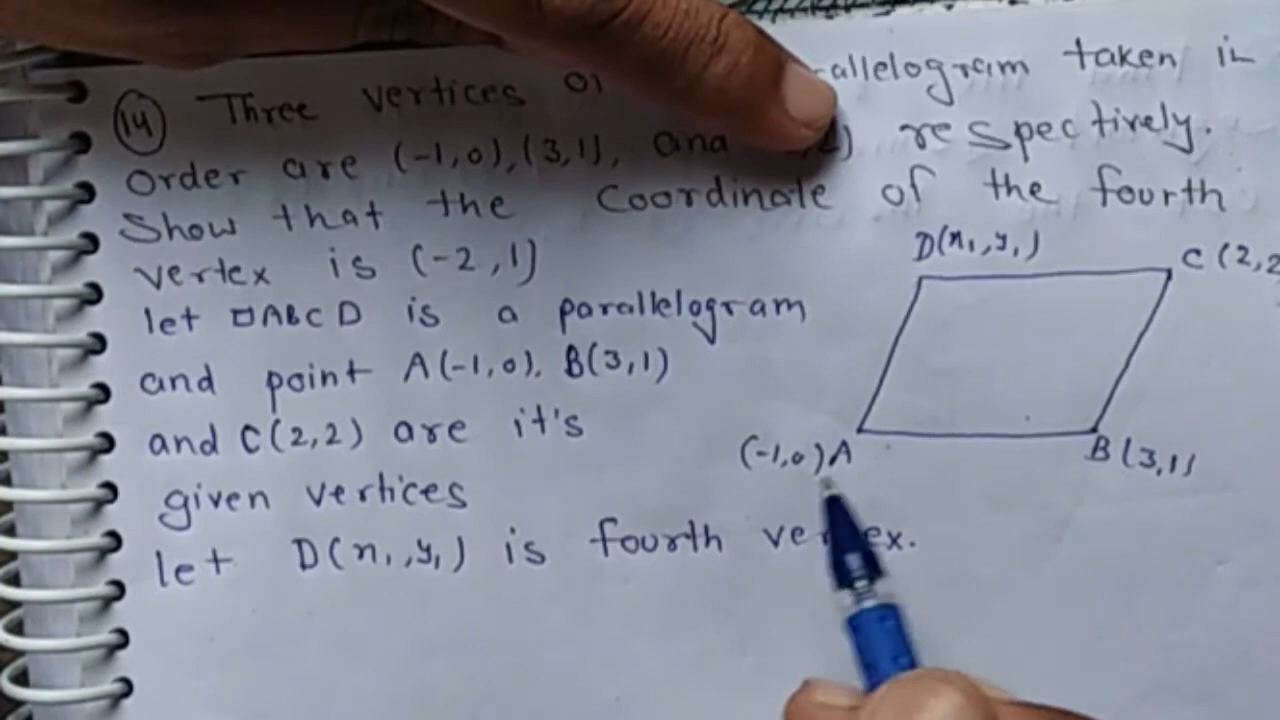 (14) Three vertices allelogram taken in
Order are (-1,0),(3,1), and respectively.
Show that the Coordinate of the fourth
vertex is (-2,1)
let □ABCD is a parallelogram
and point A(-1,0), B(3,1)
and C(2,2) are it's
given vertices
let D(x₁,y₁) is fourth vertex.
D(x₁,y₁)
C(2,2
(-1,0)A
B(3,1)